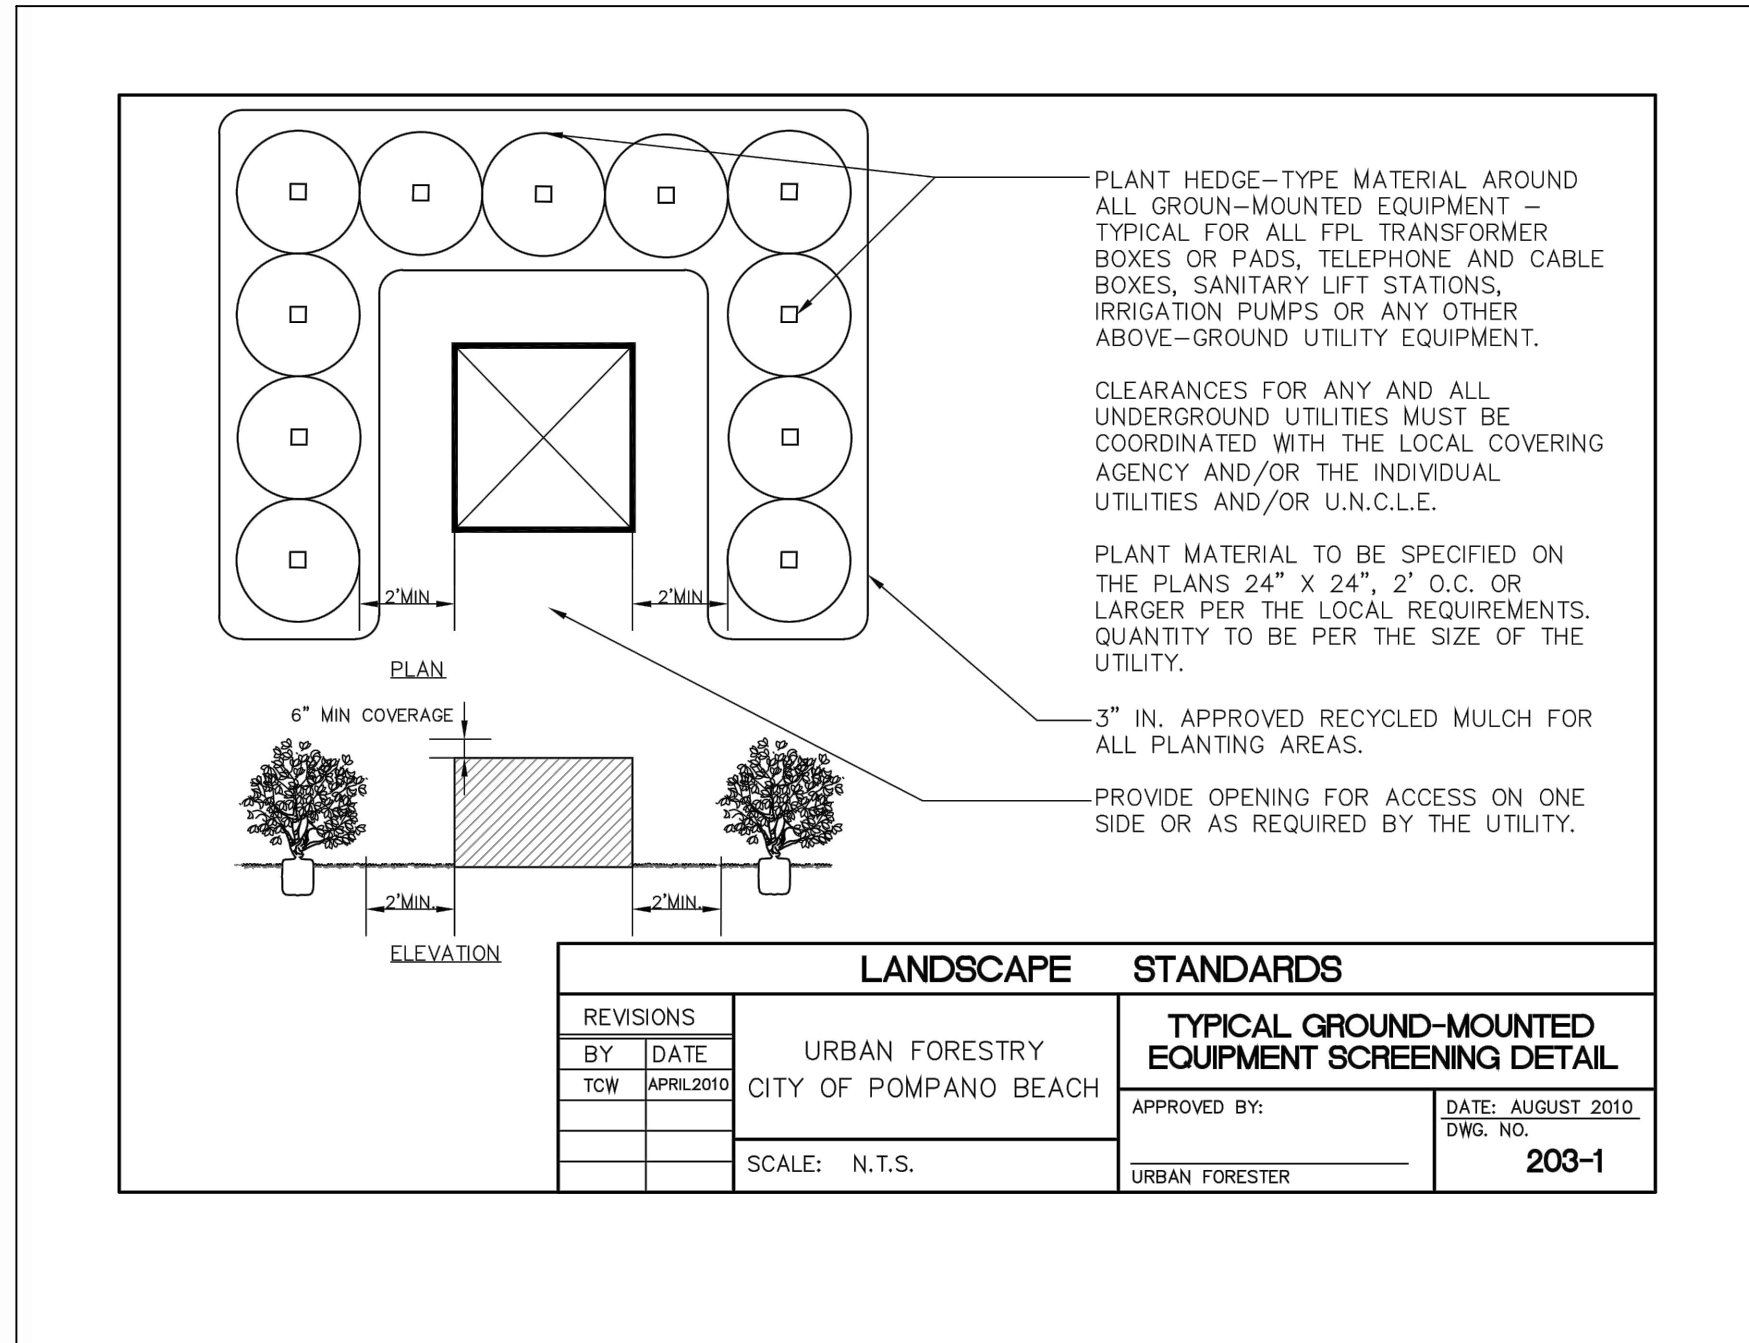 PLANT HEDGE-TYPE MATERIAL AROUND
ALL GROUN-MOUNTED EQUIPMENT -
TYPICAL FOR ALL FPL TRANSFORMER
BOXES OR PADS, TELEPHONE AND CABLE
BOXES, SANITARY LIFT STATIONS,
IRRIGATION PUMPS OR ANY OTHER
ABOVE-GROUND UTILITY EQUIPMENT.
CLEARANCES FOR ANY AND ALL
UNDERGROUND UTILITIES MUST BE
COORDINATED WITH THE LOCAL COVERING
AGENCY AND/OR THE INDIVIDUAL
UTILITIES AND/OR U.N.C.L.E.
PLANT MATERIAL TO BE SPECIFIED ON
THE PLANS 24" X 24", 2' O.C. OR
LARGER PER THE LOCAL REQUIREMENTS.
QUANTITY TO BE PER THE SIZE OF THE
UTILITY.
3" IN. APPROVED RECYCLED MULCH FOR
ALL PLANTING AREAS.
PROVIDE OPENING FOR ACCESS ON ONE
SIDE OR AS REQUIRED BY THE UTILITY.
2'MIN
2'MIN
PLAN
6" MIN COVERAGE
2'MIN.
2'MIN.
ELEVATION
LANDSCAPE STANDARDS
REVISIONS
BY DATE
TCW APRIL2010
URBAN FORESTRY
CITY OF POMPANO BEACH
SCALE: N.T.S.
TYPICAL GROUND-MOUNTED
EQUIPMENT SCREENING DETAIL
APPROVED BY:
URBAN FORESTER
DATE: AUGUST 2010
DWG. NO.
203-1